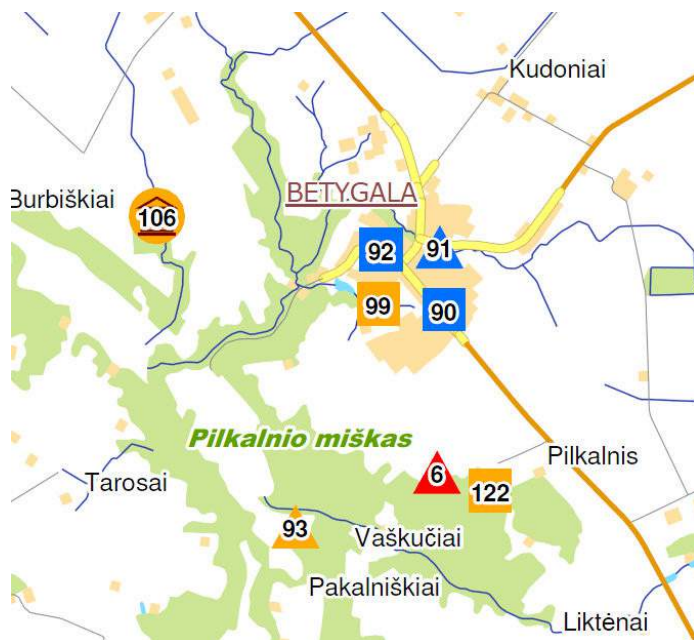 Kudoniai
BETYGALA
Burbiškiai
106
92
91
99
90
Pilkalnio miškas
Pilkalnis
6
122
Tarosai
93
Vaškučiai
Pakalniškiai
Liktėnai